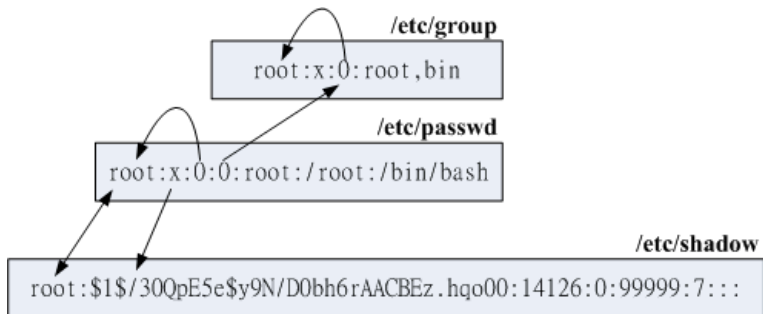 /etc/group
root:x:0:root,bin
/etc/passwd
root:x:0:0:root:/root:/bin/bash
/etc/shadow
root:$1$/30QpE5e$y9N/D0bh6rAACBEz.hqo00:14126:0:99999:7:::